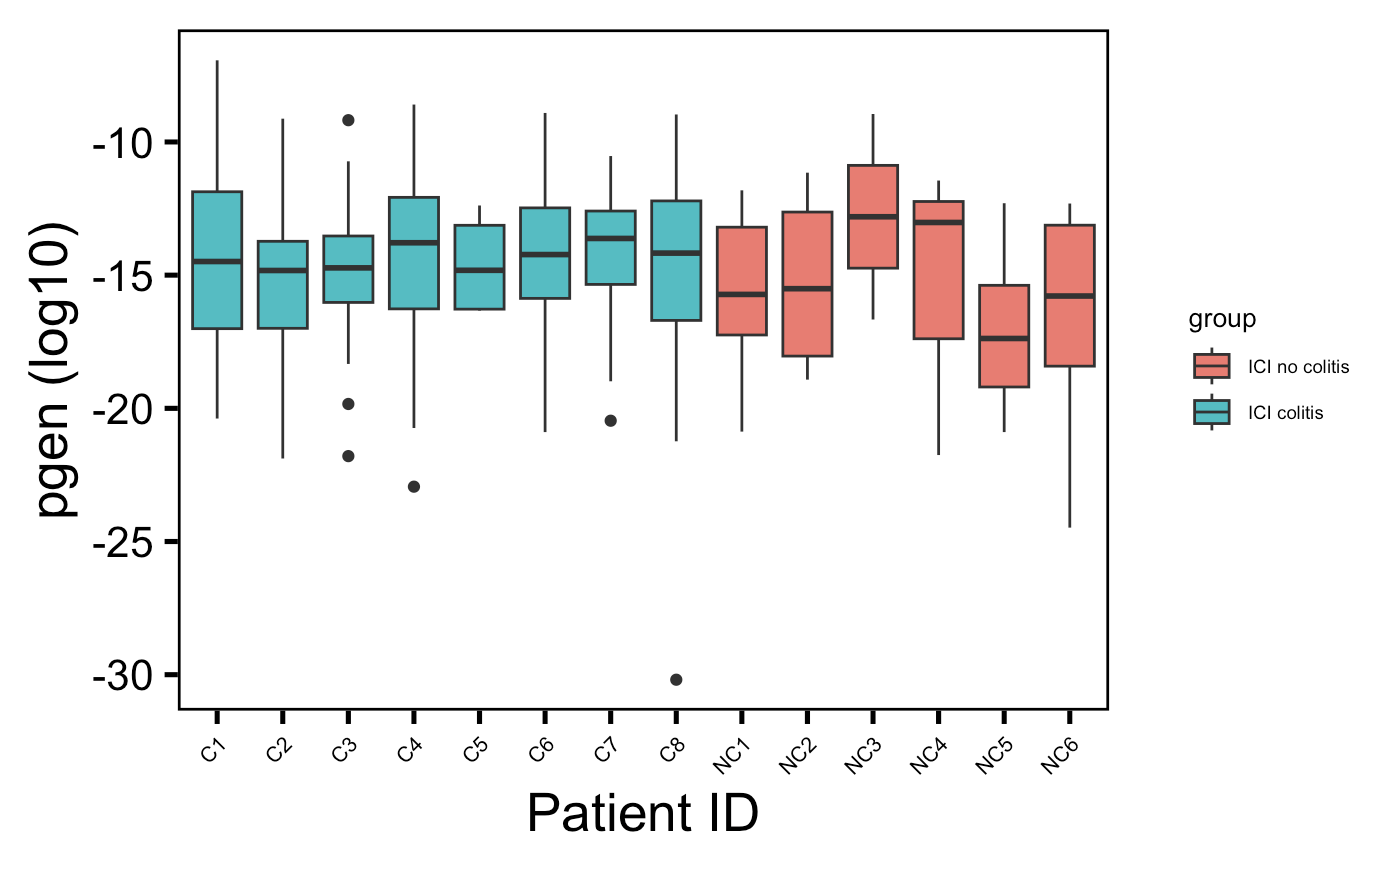 pgen (log10)
-10
-15
-20
-25
-30
C1 C2 C3 C4 C5 C6 C7 C8 NC1 NC2 NC3 NC4 NC5 NC6
Patient ID
group
ICI no colitis
ICI colitis